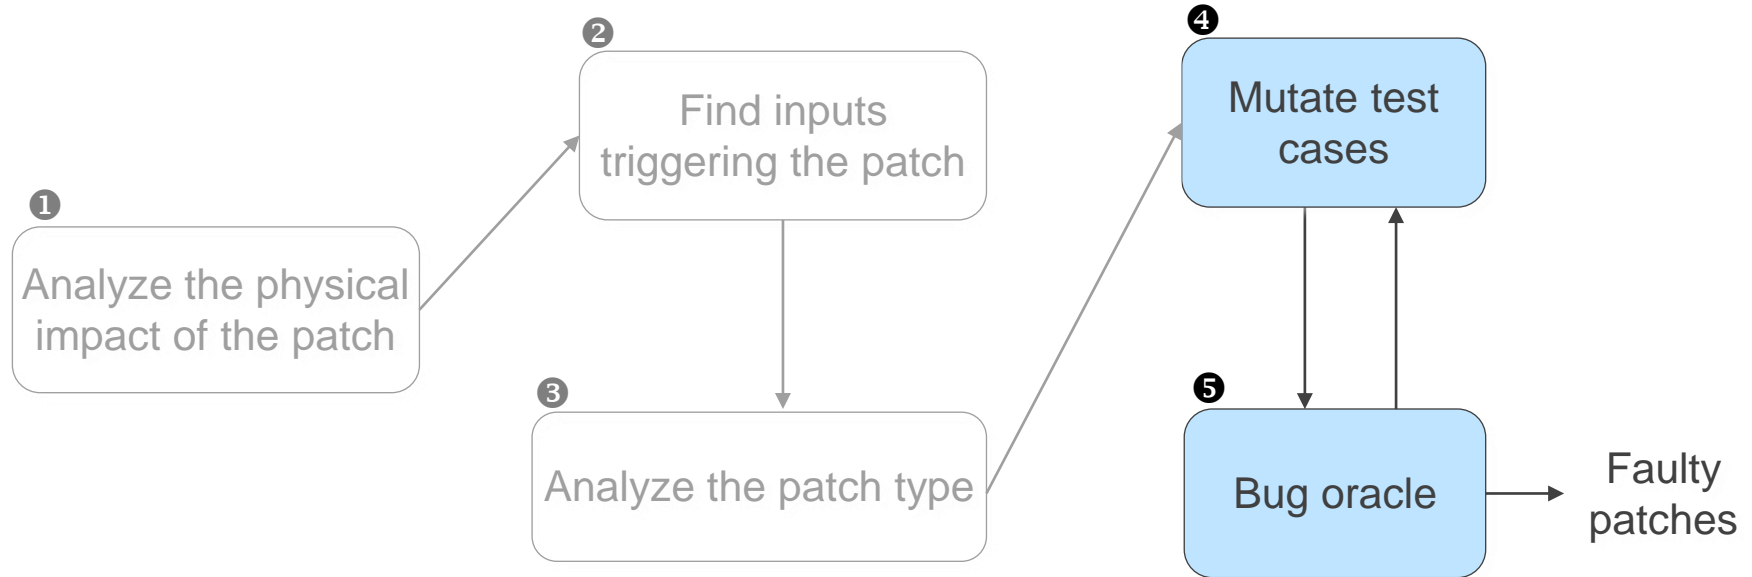 ❶
Analyze the physical
impact of the patch
❷
Find inputs
triggering the patch
❸
Analyze the patch type
❹
Mutate test
cases
❺
Bug oracle
Faulty
patches